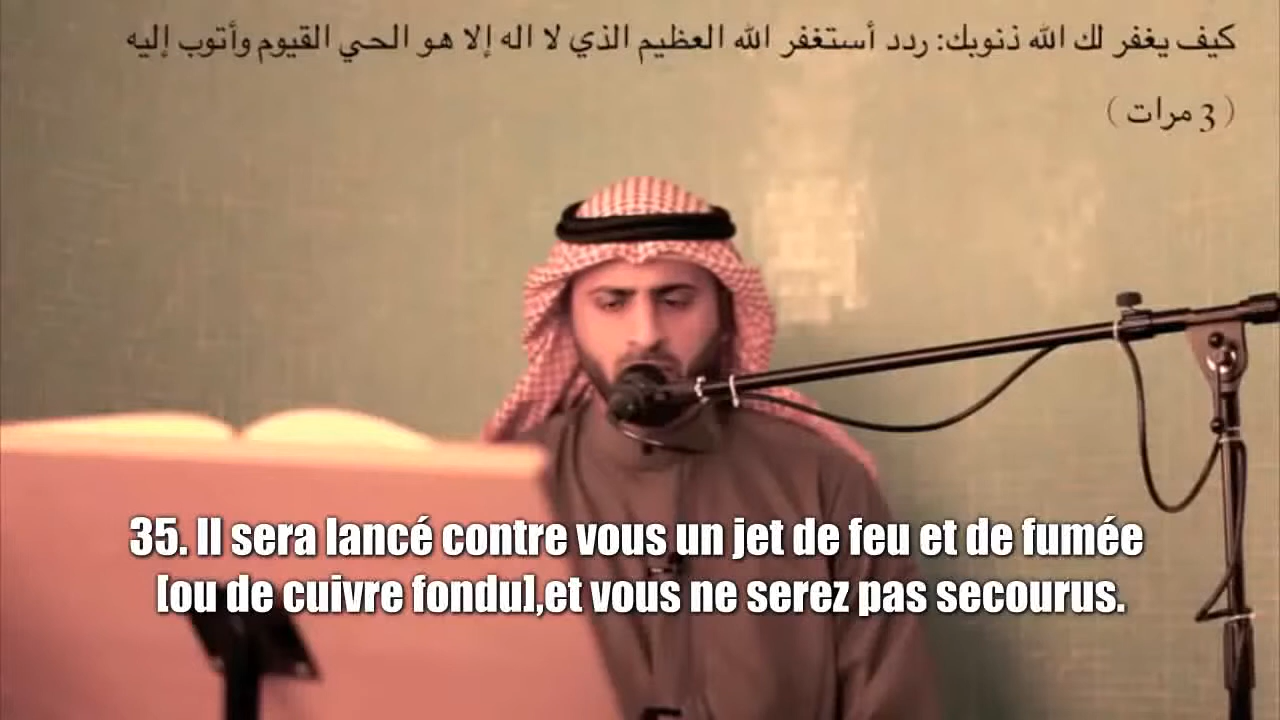 كيف يغفر لك الله ذنوبك: ردد أستغفر الله العظيم الذي لا اله إلا هو الحي القيوم وأتوب إليه
( 3 مرات )
35. Il sera lancé contre vous un jet de feu et de fumée
[ou de cuivre fondu],et vous ne serez pas secourus.